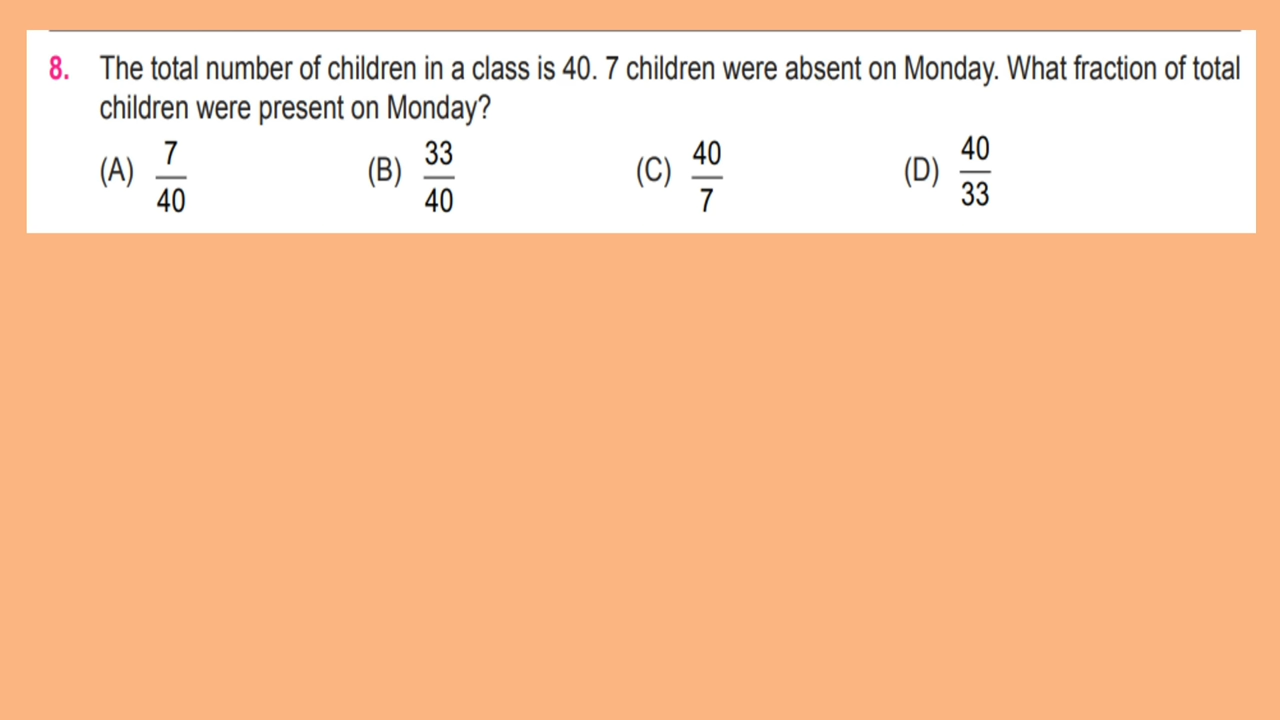 8. The total number of children in a class is 40. 7 children were absent on Monday. What fraction of total
children were present on Monday?
(A) 7/40 (B) 33/40 (C) 40/7 (D) 40/33